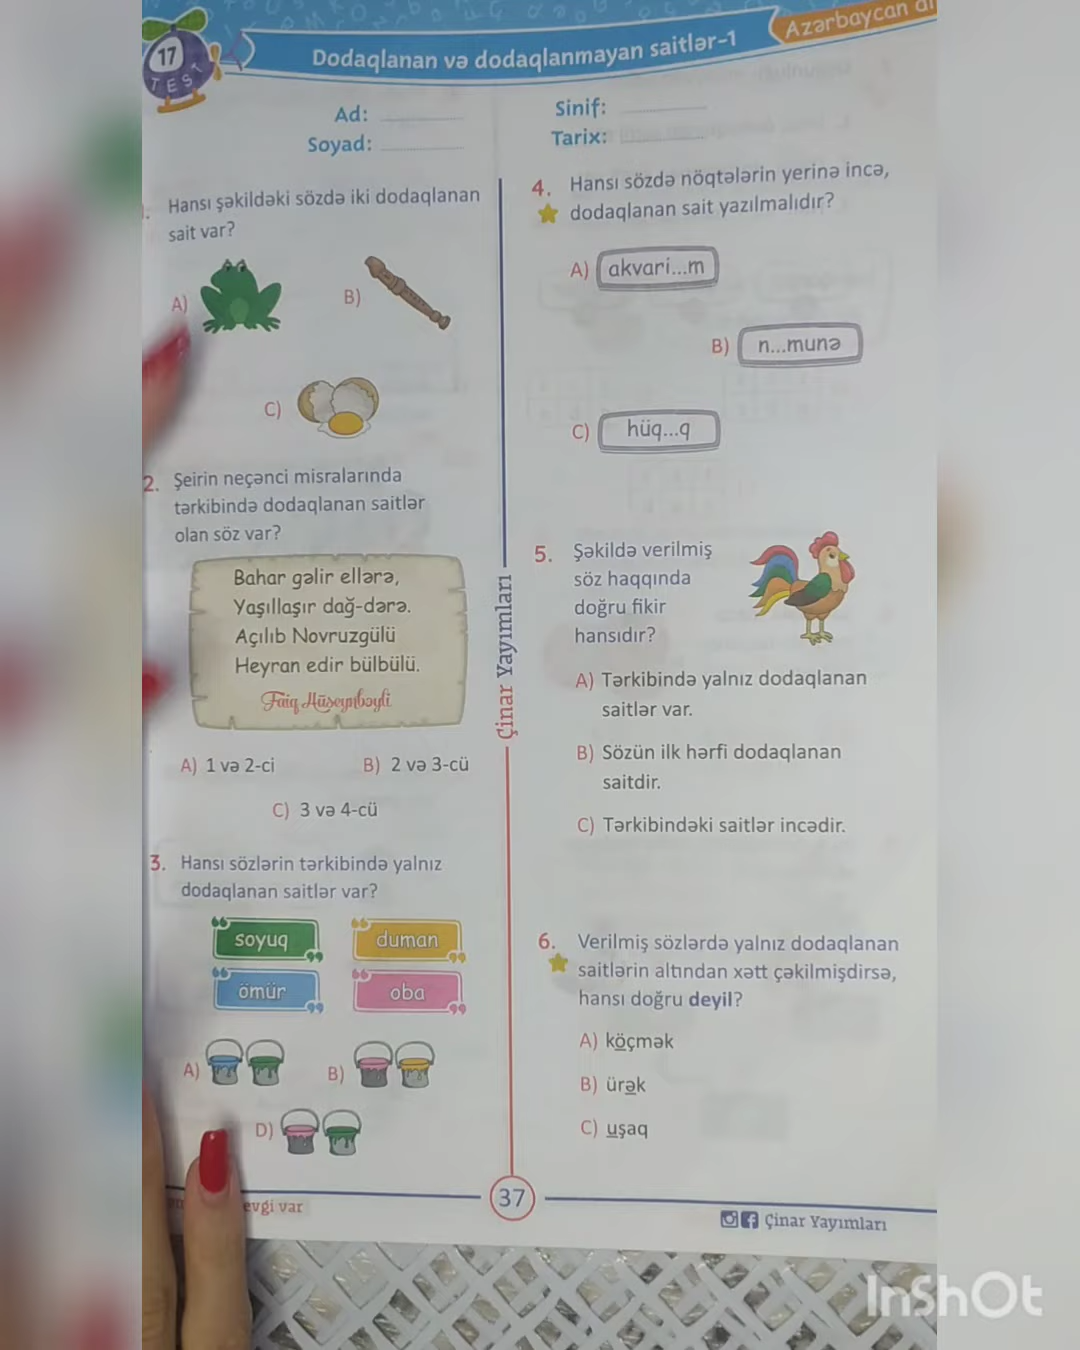 17
TEST
Dodaqlanan və dodaqlanmayan saitlər-1
Azərbaycan di
Ad:
Soyad:
Sinif:
Tarix:
Hansı şəkildəki sözdə iki dodaqlanan
sait var?
A)
B)
C)
2. Şeirin neçənci misralarında
tərkibində dodaqlanan saitlər
olan söz var?
Bahar gəlir ellərə,
Yaşıllaşır dağ-dərə.
Açılıb Novruzgülü
Heyran edir bülbülü.
Faiq Hüseynbəyli
A) 1 və 2-ci
B) 2 və 3-cü
C) 3 və 4-cü
3. Hansı sözlərin tərkibində yalnız
dodaqlanan saitlər var?
soyuq
duman
ömür
oba
A)
B)
D)
Çinar Yayımları
4. Hansı sözdə nöqtələrin yerinə incə,
dodaqlanan sait yazılmalıdır?
A) akvari...m
B) n...munə
C) hüq...q
5. Şəkildə verilmiş
söz haqqında
doğru fikir
hansıdır?
A) Tərkibində yalnız dodaqlanan
saitlər var.
B) Sözün ilk hərfi dodaqlanan
saitdir.
C) Tərkibindəki saitlər incədir.
6. Verilmiş sözlərdə yalnız dodaqlanan
saitlərin altından xətt çəkilmişdirsə,
hansı doğru deyil?
A) köçmək
B) ürək
C) uşaq
evgi var
37
Çinar Yayımları
InShOt